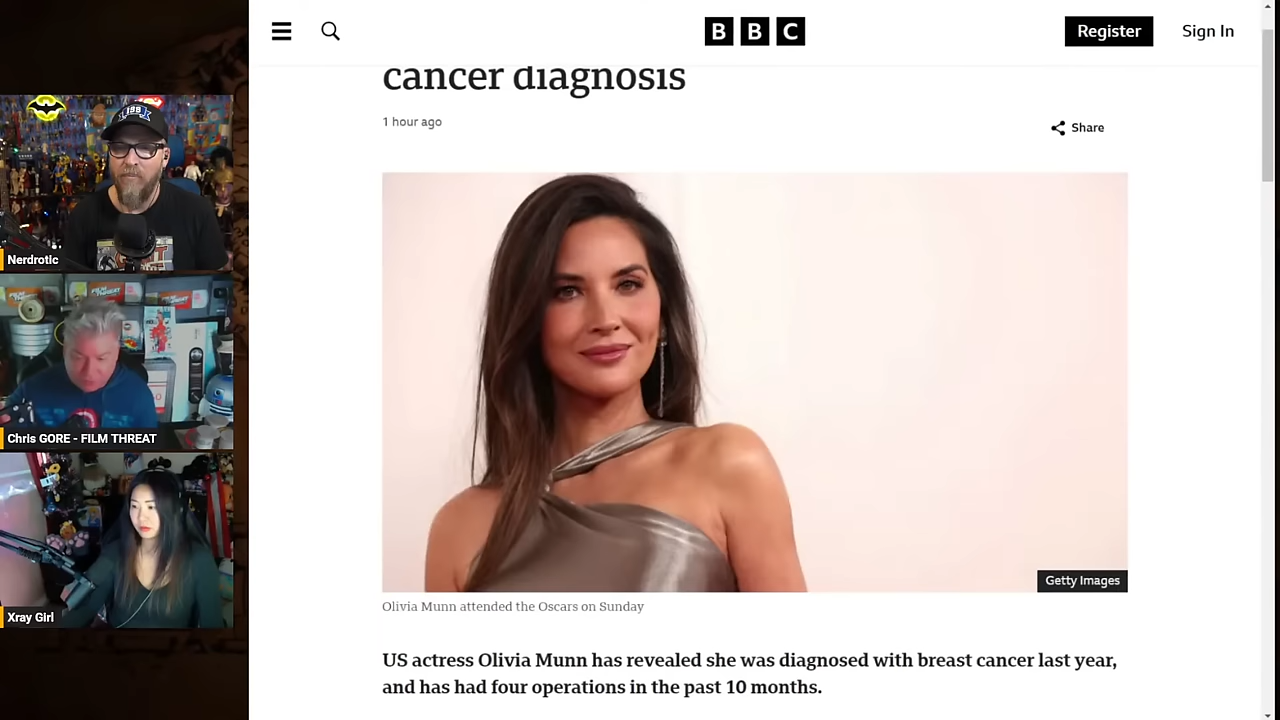 BBC
Register
Sign In
cancer diagnosis
1 hour ago
Share
Getty Images
Olivia Munn attended the Oscars on Sunday
US actress Olivia Munn has revealed she was diagnosed with breast cancer last year,
and has had four operations in the past 10 months.
Nerdrotic
Chris GORE - FILM THREAT
Xray Girl